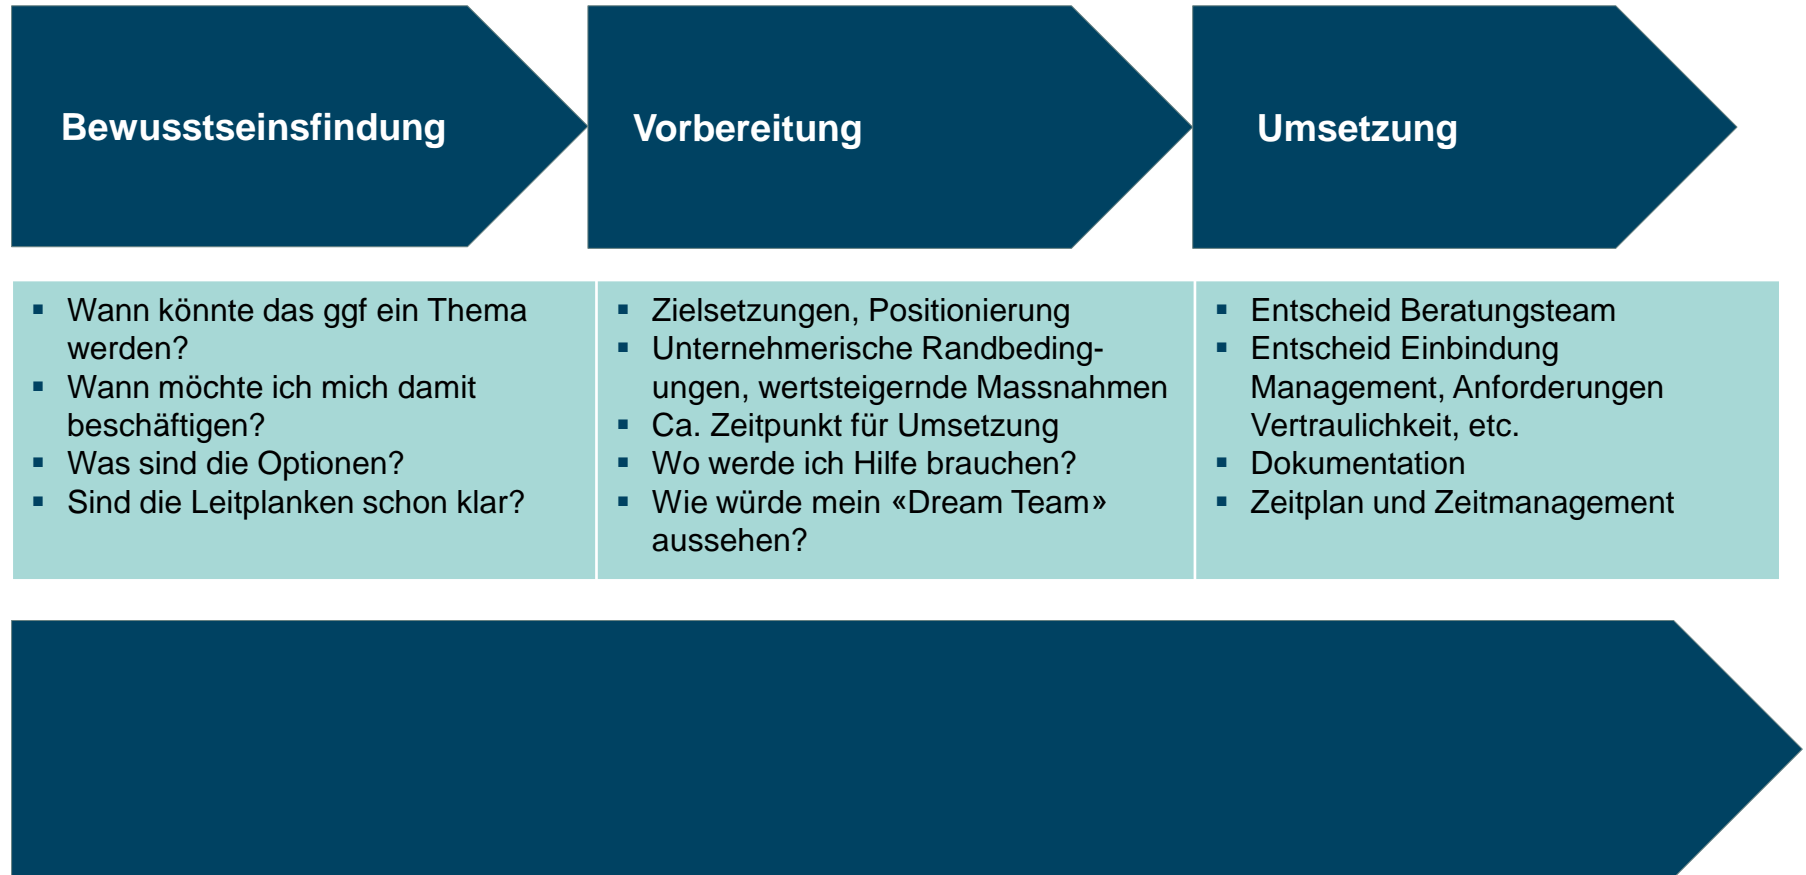 Bewusstseinsfindung
Vorbereitung
Umsetzung
▪ Wann könnte das ggf ein Thema
werden?
▪ Wann möchte ich mich damit
beschäftigen?
▪ Was sind die Optionen?
▪ Sind die Leitplanken schon klar?
▪ Zielsetzungen, Positionierung
▪ Unternehmerische Randbeding-
ungen, wertsteigernde Massnahmen
▪ Ca. Zeitpunkt für Umsetzung
▪ Wo werde ich Hilfe brauchen?
▪ Wie würde mein «Dream Team»
aussehen?
▪ Entscheid Beratungsteam
▪ Entscheid Einbindung
Management, Anforderungen
Vertraulichkeit, etc.
▪ Dokumentation
▪ Zeitplan und Zeitmanagement